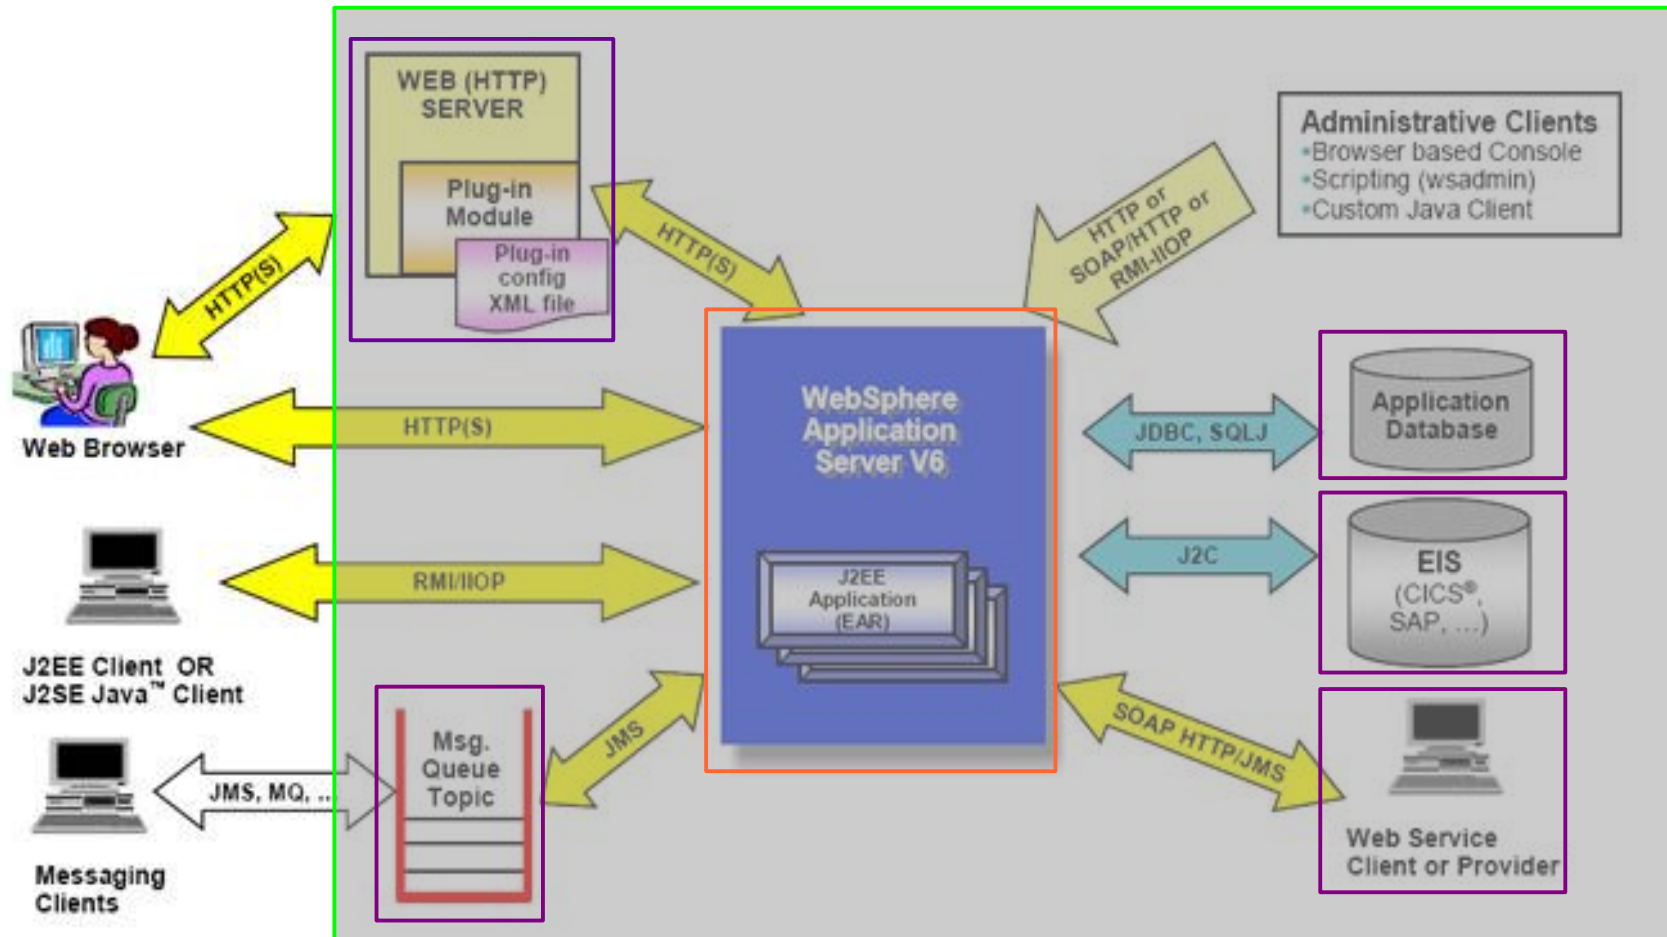 WEB (HTTP)
SERVER
Plug-in
Module
Plug-in
config
XML file
Administrative Clients
•Browser based Console
•Scripting (wsadmin)
•Custom Java Client
HTTP(S)
HTTP(S)
HTTP or
SOAP/HTTP or
RMI-IIOP
Web Browser
HTTP(S)
WebSphere
Application
Server V6
JDBC, SQLJ
Application
Database
J2EE Client OR
J2SE Java™ Client
RMI/IIOP
J2EE
Application
(EAR)
J2C
EIS
(CICS®,
SAP, ...)
Messaging
Clients
JMS, MQ, ...
Msg.
Queue
Topic
JMS
SOAP HTTP/JMS
Web Service
Client or Provider